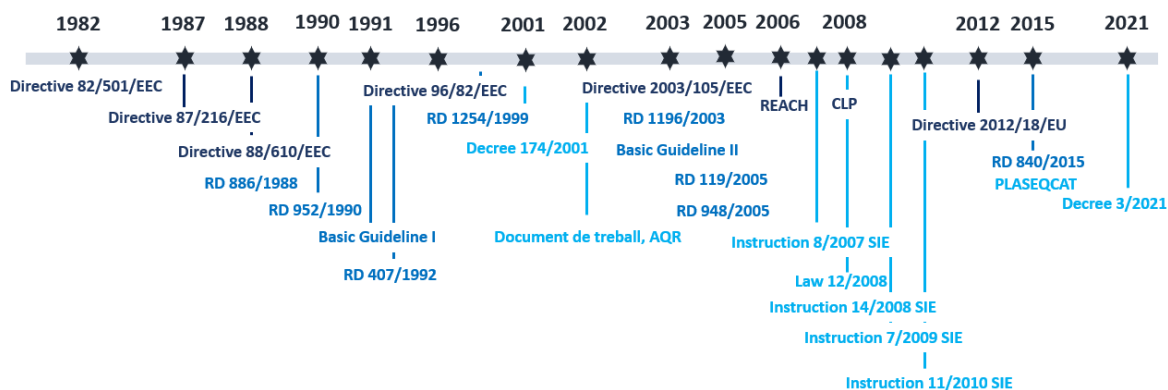 1982 1987 1988 1990 1991 1996 2001 2002 2003 2005 2006 2008 2012 2015 2021
Directive 82/501/EEC
Directive 96/82/EEC
Directive 2003/105/EEC
REACH
CLP
Directive 87/216/EEC
RD 1254/1999
RD 1196/2003
Directive 2012/18/EU
Directive 88/610/EEC
Decree 174/2001
Basic Guideline II
RD 840/2015
RD 886/1988
RD 119/2005
PLASEQCAT
RD 952/1990
RD 948/2005
Decree 3/2021
Basic Guideline I
Document de treball, AQR
Instruction 8/2007 SIE
RD 407/1992
Law 12/2008
Instruction 14/2008 SIE
Instruction 7/2009 SIE
Instruction 11/2010 SIE